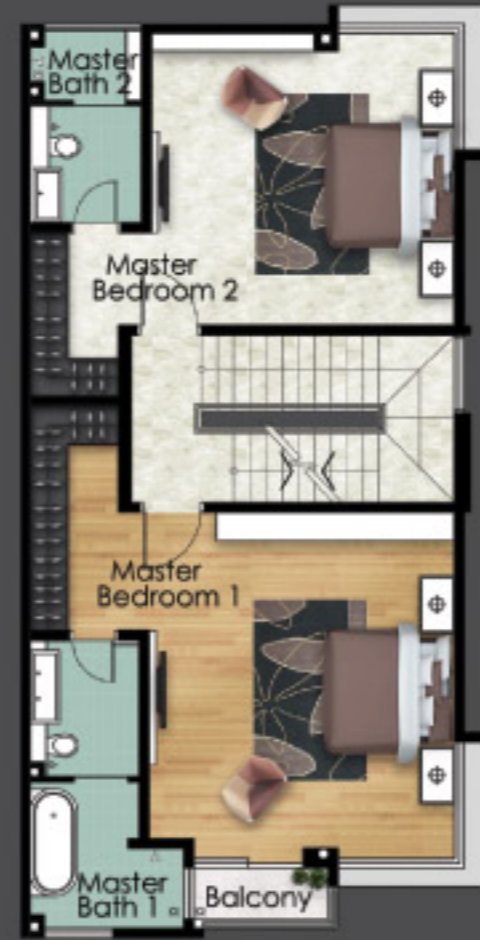 Master
Bath 2
Master
Bedroom 2
Master
Bedroom 1
Master
Bath 1
Balcony